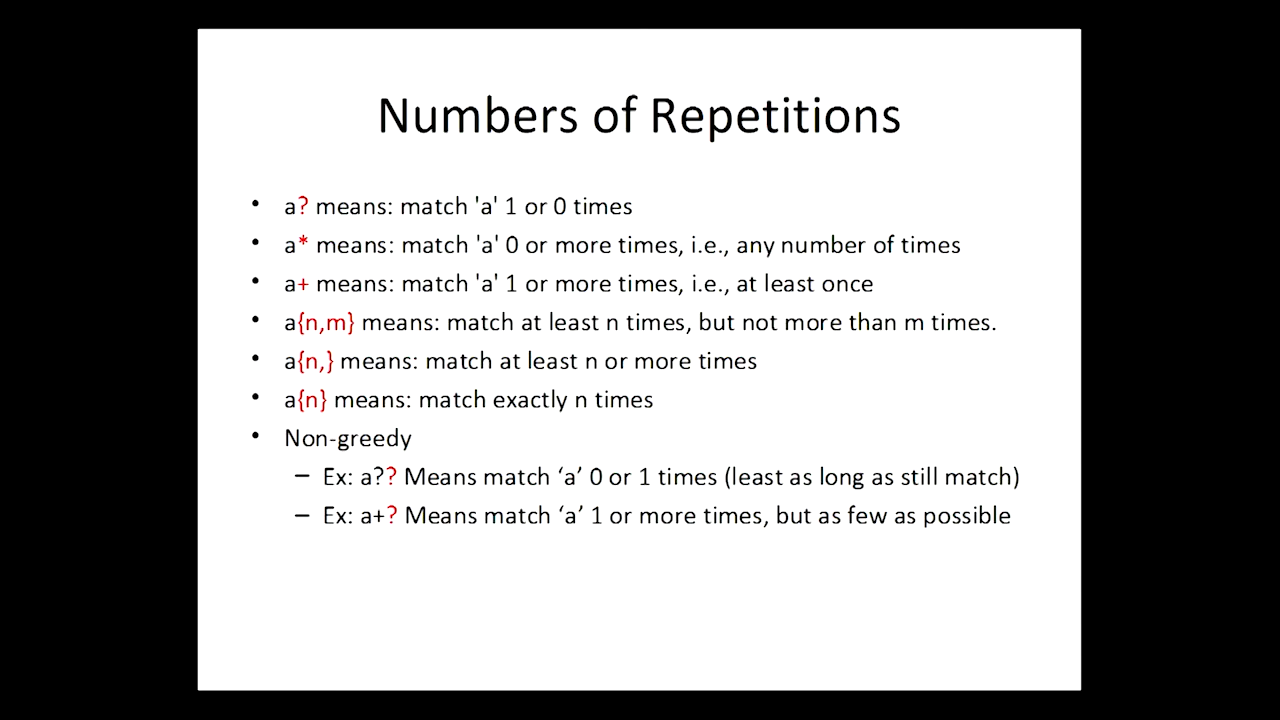 Numbers of Repetitions
• a? means: match 'a' 1 or 0 times
• a* means: match 'a' 0 or more times, i.e., any number of times
• a+ means: match 'a' 1 or more times, i.e., at least once
• a{n,m} means: match at least n times, but not more than m times.
• a{n,} means: match at least n or more times
• a{n} means: match exactly n times
• Non-greedy
– Ex: a?? Means match ‘a’ 0 or 1 times (least as long as still match)
– Ex: a+? Means match ‘a’ 1 or more times, but as few as possible